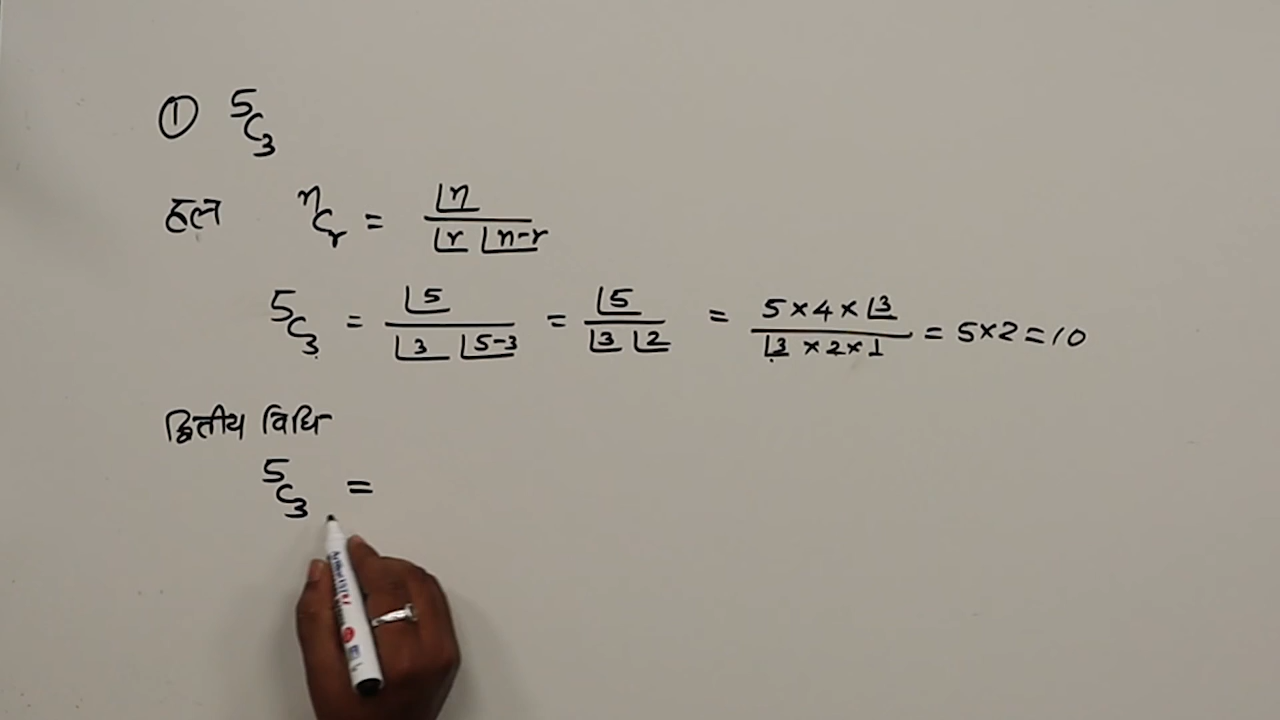 ① ⁵C₃
हल ⁿCᵣ = ∟n / ∟r ∟n-r
⁵C₃ = ∟5 / ∟3 ∟5-3 = ∟5 / ∟3 ∟2 = 5×4×∟3 / ∟3×2×1 = 5×2=10
द्वितीय विधि
⁵C₃ =